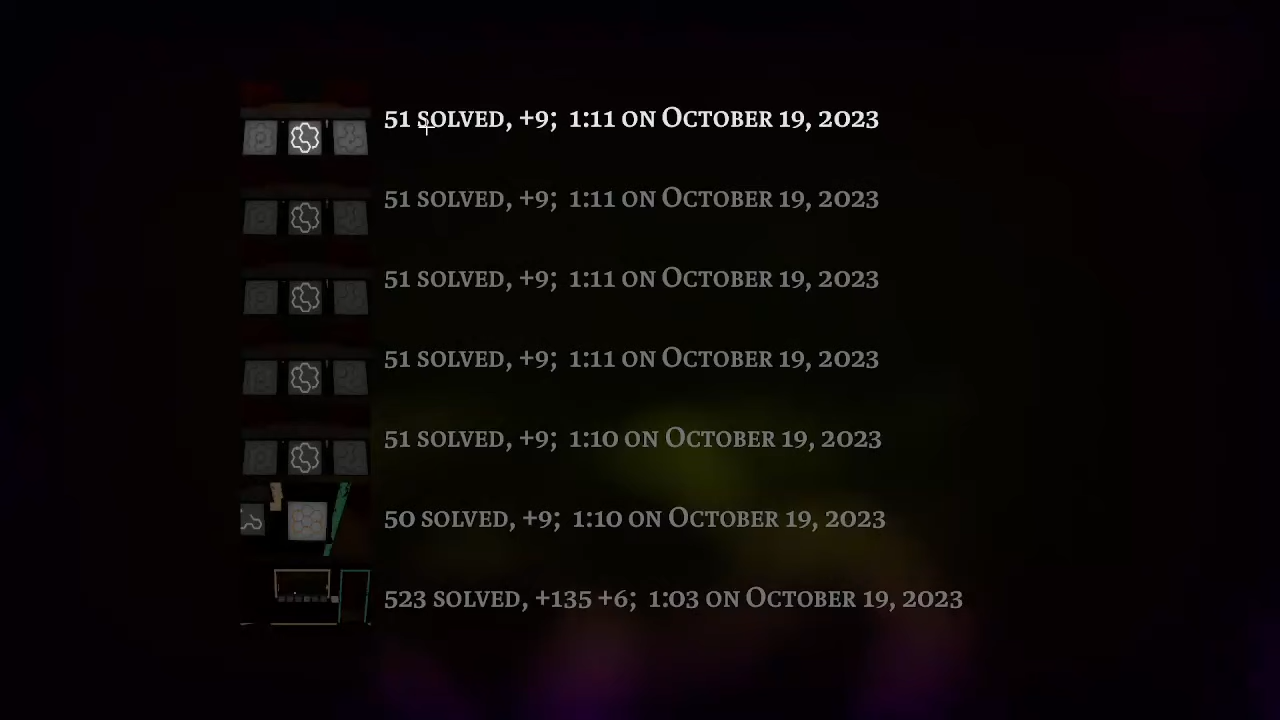 51 solved, +9; 1:11 on October 19, 2023
51 solved, +9; 1:11 on October 19, 2023
51 solved, +9; 1:11 on October 19, 2023
51 solved, +9; 1:11 on October 19, 2023
51 solved, +9; 1:10 on October 19, 2023
50 solved, +9; 1:10 on October 19, 2023
523 solved, +135 +6; 1:03 on October 19, 2023